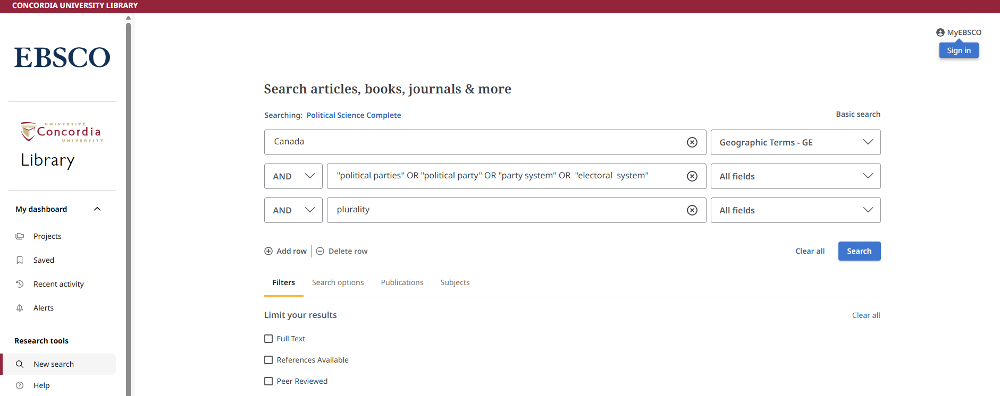 CONCORDIA UNIVERSITY LIBRARY
EBSCO
UNIVERSITÉ
Concordia
UNIVERSITY
Library
My dashboard
Projects
Saved
Recent activity
Alerts
Research tools
New search
Help
MyEBSCO
Sign in
Search articles, books, journals & more
Searching: Political Science Complete
Basic search
Canada
Geographic Terms - GE
AND
"political parties" OR "political party" OR "party system" OR  "electoral  system"
All fields
AND
plurality
All fields
Add row
Delete row
Clear all
Search
Filters
Search options
Publications
Subjects
Limit your results
Clear all
Full Text
References Available
Peer Reviewed